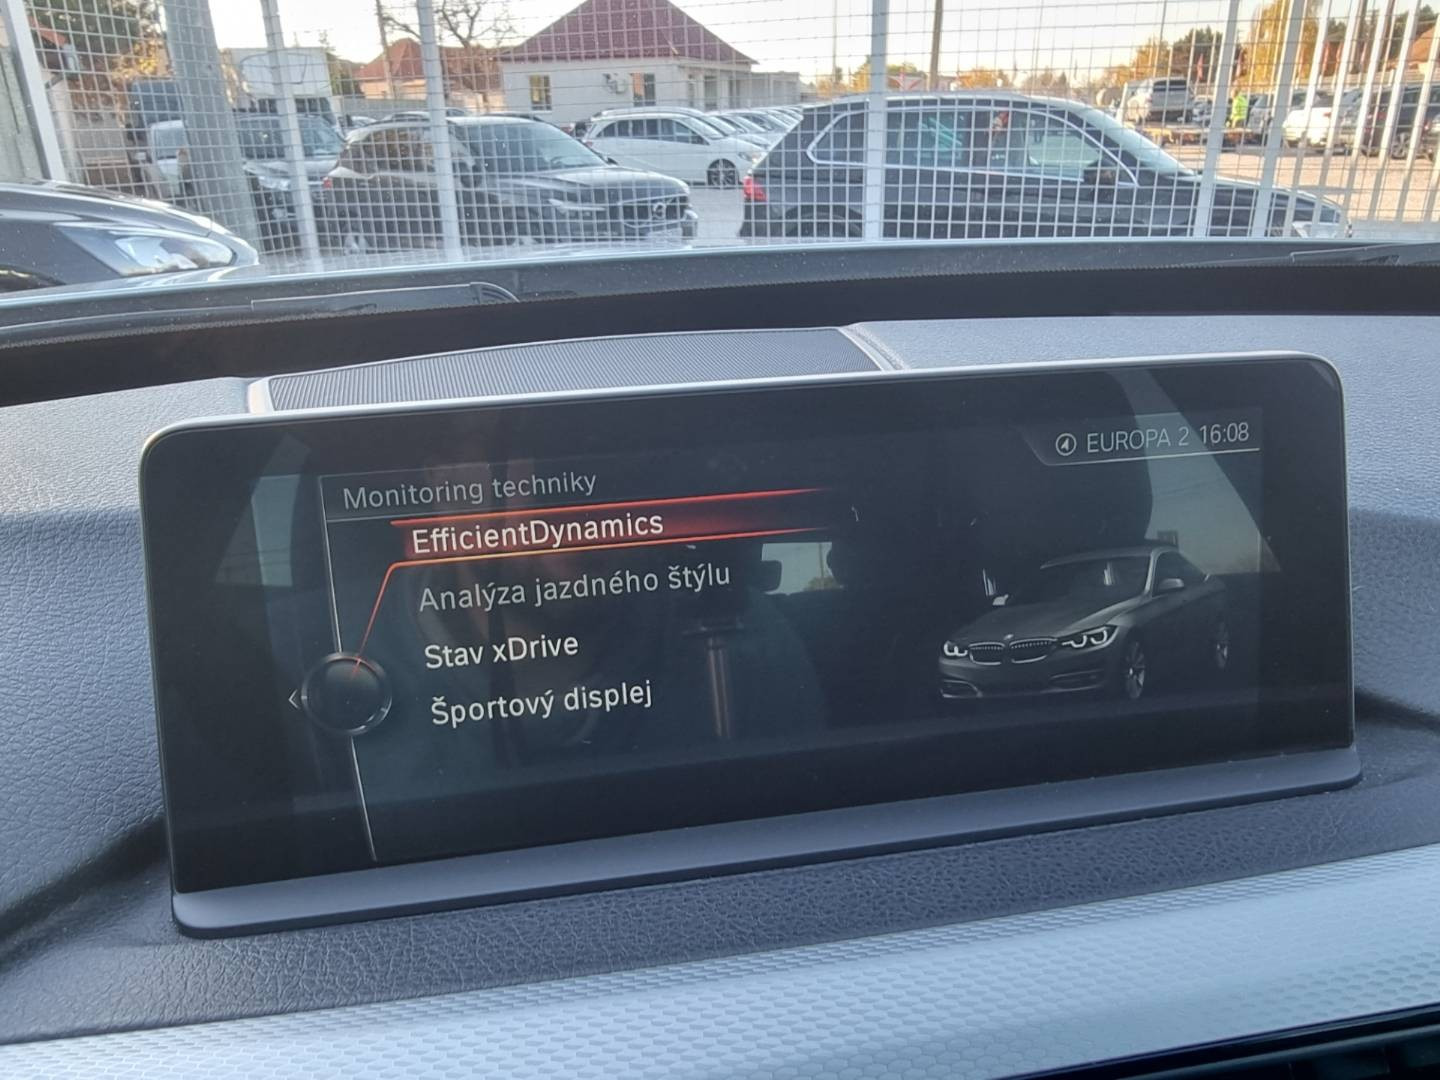 EUROPA 2 16:08
Monitoring techniky
EfficientDynamics
Analýza jazdného štýlu
Stav xDrive
Športový displej